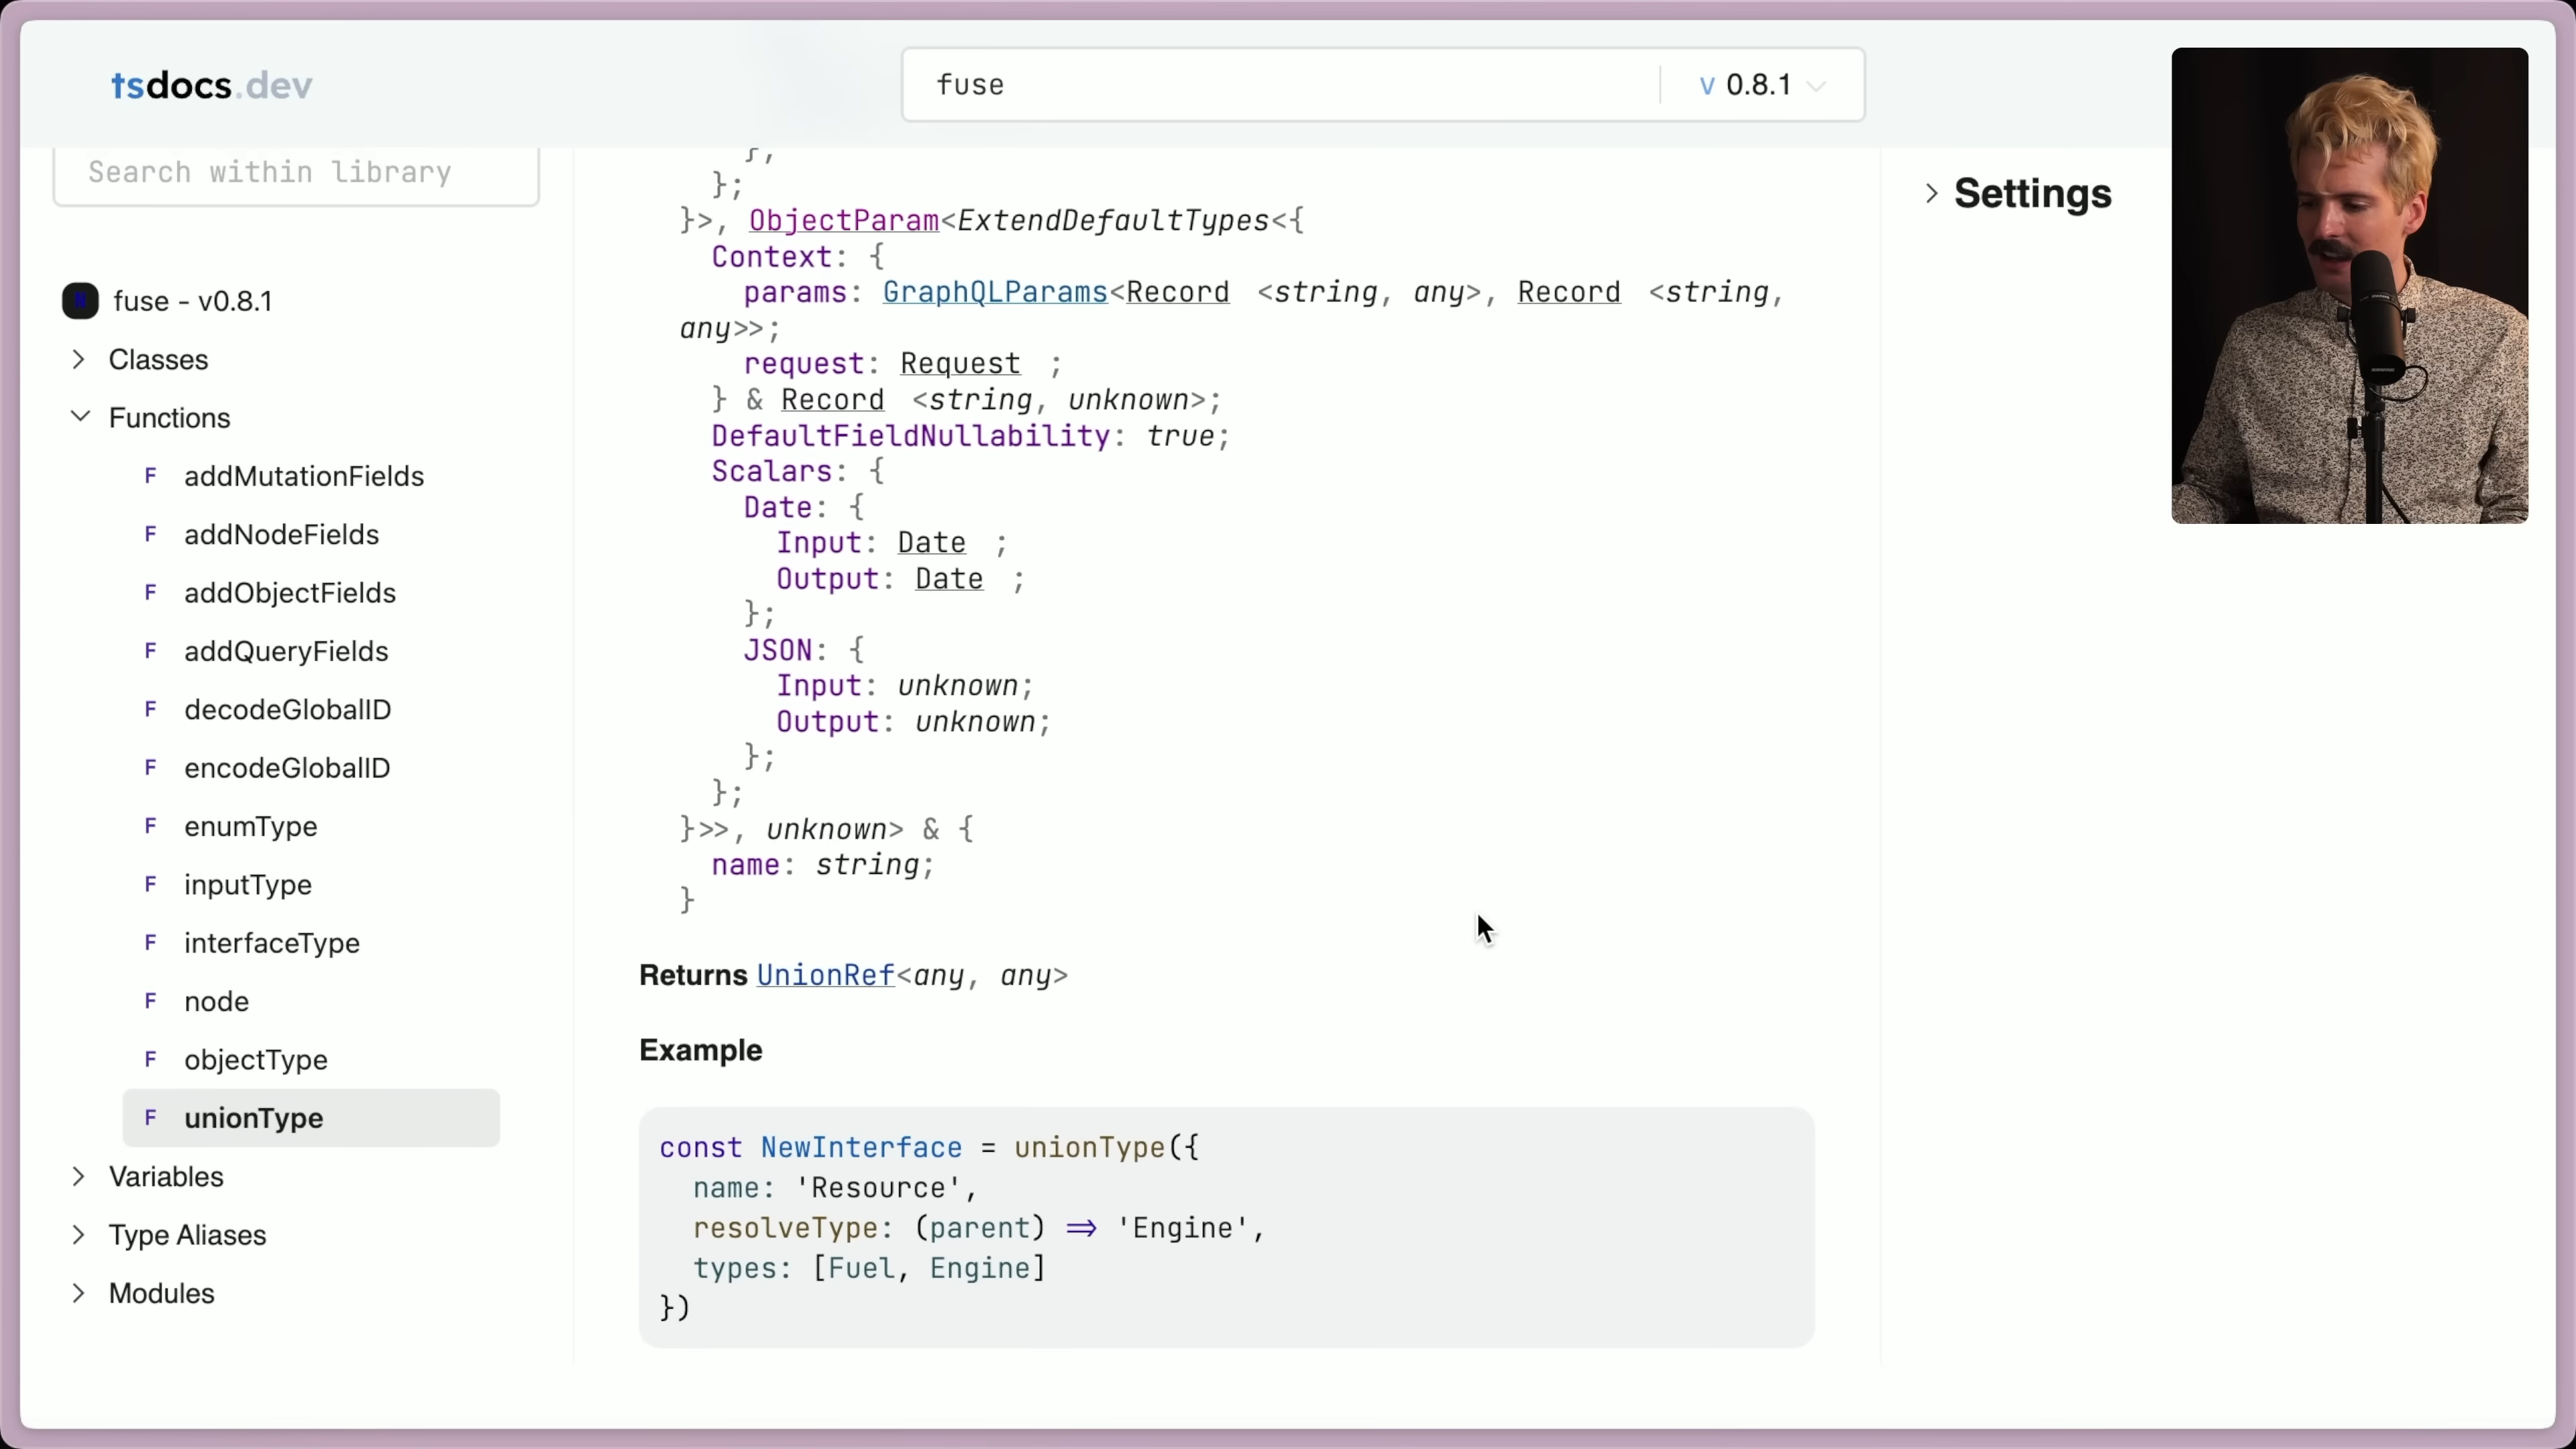 tsdocs.dev
fuse
v 0.8.1
Search within library
fuse - v0.8.1
Classes
Functions
F addMutationFields
F addNodeFields
F addObjectFields
F addQueryFields
F decodeGlobalID
F encodeGlobalID
F enumType
F inputType
F interfaceType
F node
F objectType
F unionType
Variables
Type Aliases
Modules
};
};
}>, ObjectParam<ExtendDefaultTypes<{
Context: {
params: GraphQLParams<Record <string, any>, Record <string,
any>>;
request: Request ;
} & Record <string, unknown>;
DefaultFieldNullability: true;
Scalars: {
Date: {
Input: Date ;
Output: Date ;
};
JSON: {
Input: unknown;
Output: unknown;
};
};
}>>, unknown> & {
name: string;
}
Returns UnionRef<any, any>
Example
const NewInterface = unionType({
name: 'Resource',
resolveType: (parent) => 'Engine',
types: [Fuel, Engine]
})
Settings